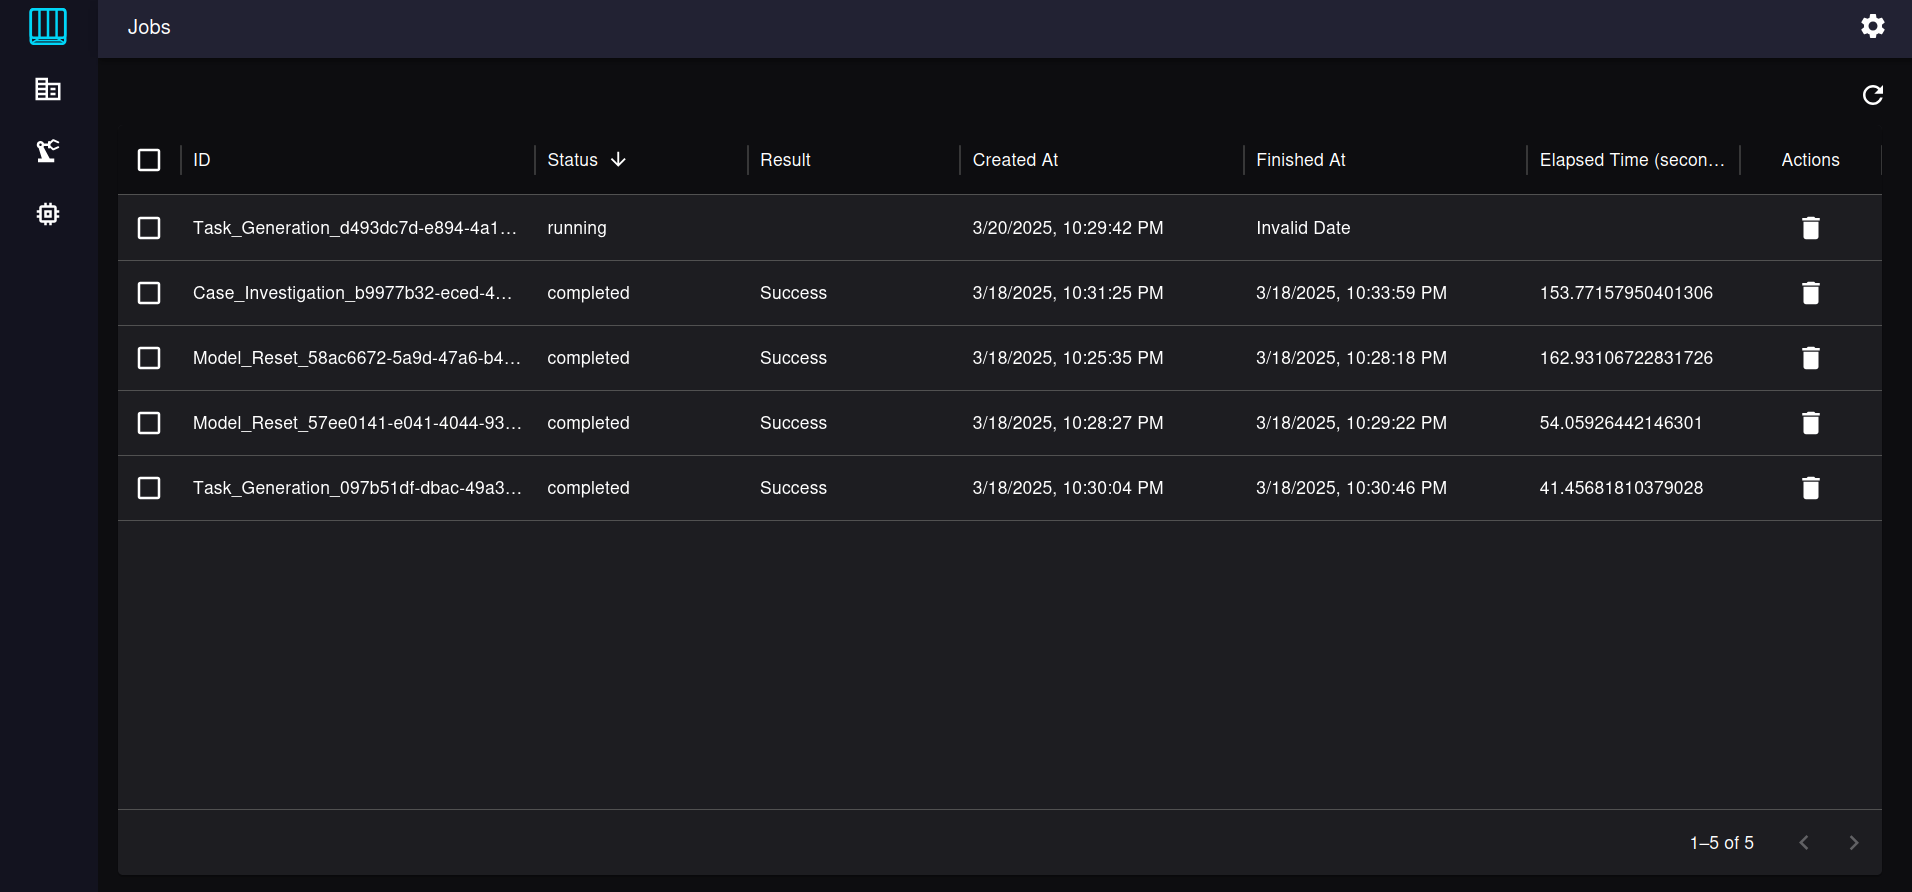 Jobs
ID Status Result Created At Finished At Elapsed Time (secon... Actions
Task_Generation_d493dc7d-e894-4a1... running 3/20/2025, 10:29:42 PM Invalid Date
Case_Investigation_b9977b32-eced-4... completed Success 3/18/2025, 10:31:25 PM 3/18/2025, 10:33:59 PM 153.77157950401306
Model_Reset_58ac6672-5a9d-47a6-b4... completed Success 3/18/2025, 10:25:35 PM 3/18/2025, 10:28:18 PM 162.93106722831726
Model_Reset_57ee0141-e041-4044-93... completed Success 3/18/2025, 10:28:27 PM 3/18/2025, 10:29:22 PM 54.05926442146301
Task_Generation_097b51df-dbac-49a3... completed Success 3/18/2025, 10:30:04 PM 3/18/2025, 10:30:46 PM 41.45681810379028
1–5 of 5